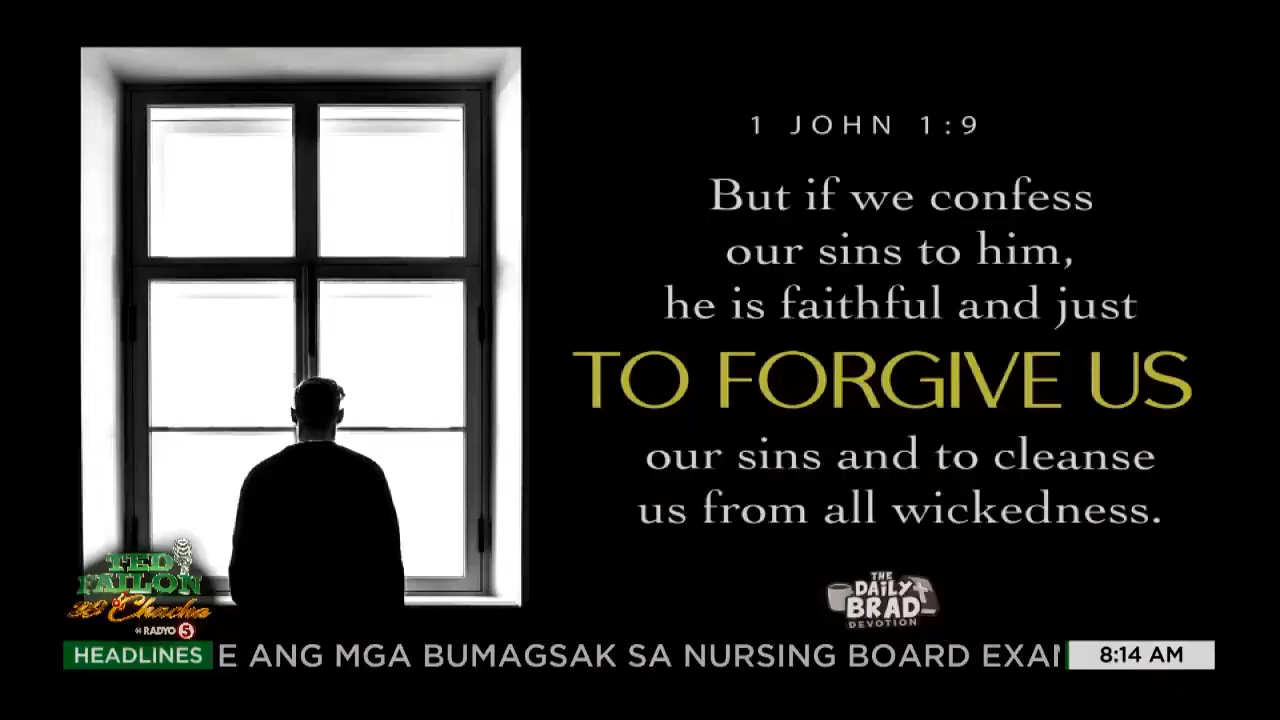 1 JOHN 1:9
But if we confess
our sins to him,
he is faithful and just
TO FORGIVE US
our sins and to cleanse
us from all wickedness.
TED
FAILON
Chacha
RADYO 5
THE
DAILY
BRAD
DEVOTION
HEADLINES
E ANG MGA BUMAGSAK SA NURSING BOARD EXA
8:14 AM